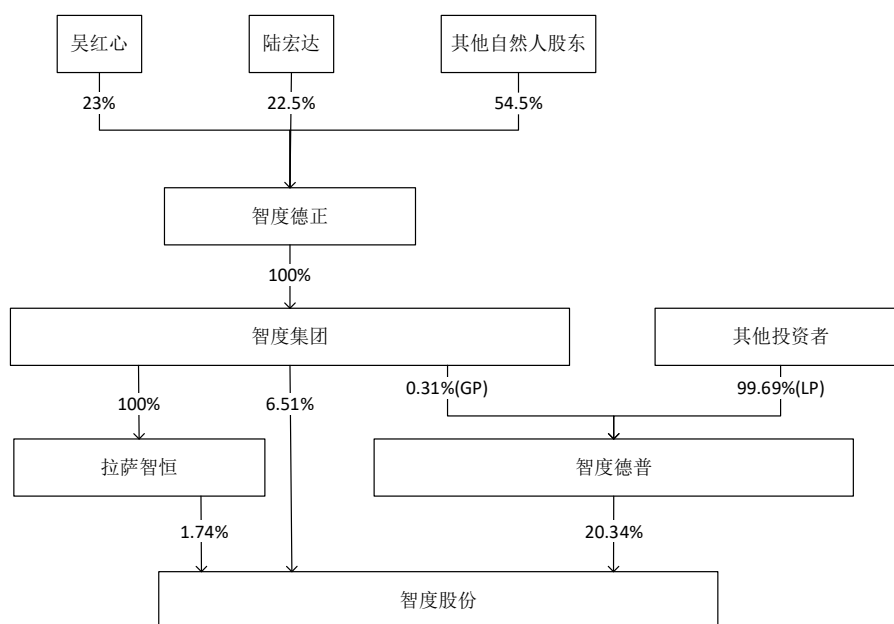 吴红心
陆宏达
其他自然人股东
23%
22.5%
54.5%
智度德正
100%
智度集团
其他投资者
0.31%(GP)
99.69%(LP)
100%
6.51%
拉萨智恒
智度德普
1.74%
20.34%
智度股份